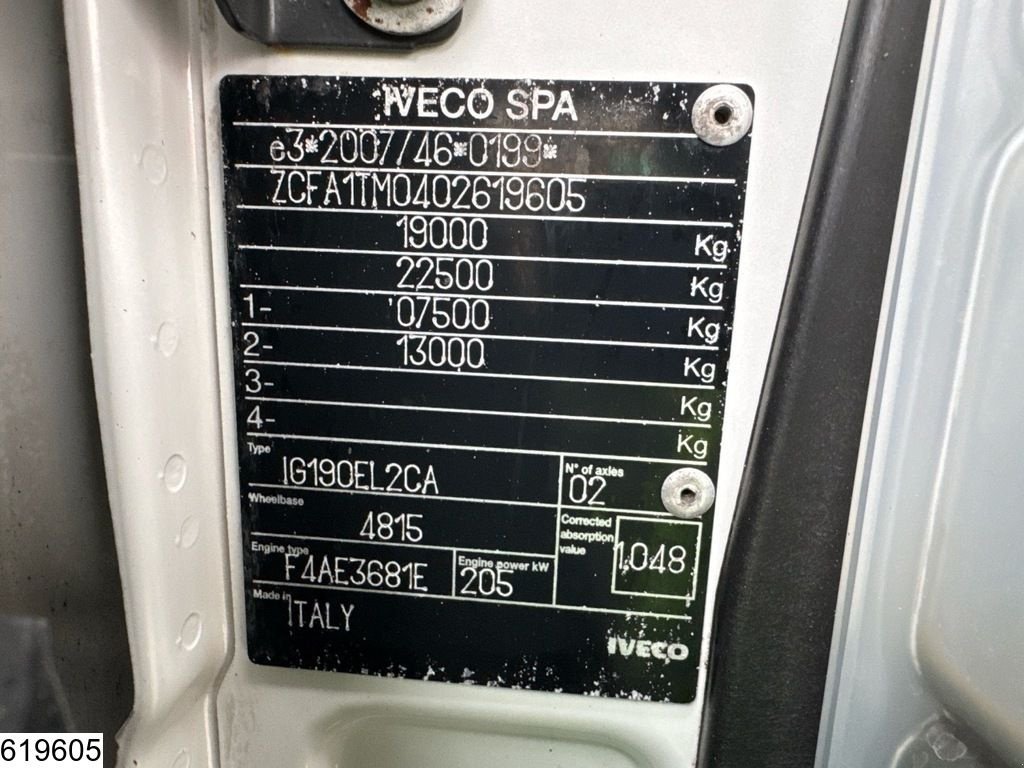 IVECO SPA
e3*2007/46*0199*
ZCFA1TM0402619605
19000 Kg
22500 Kg
1- 07500 Kg
2- 13000 Kg
3- Kg
4- Kg
Type IG190EL2CA
N° of axles 02
Wheelbase 4815
Corrected absorption value 1.048
Engine type F4AE3681E
Engine power kW 205
Made in ITALY
IVECO
619605